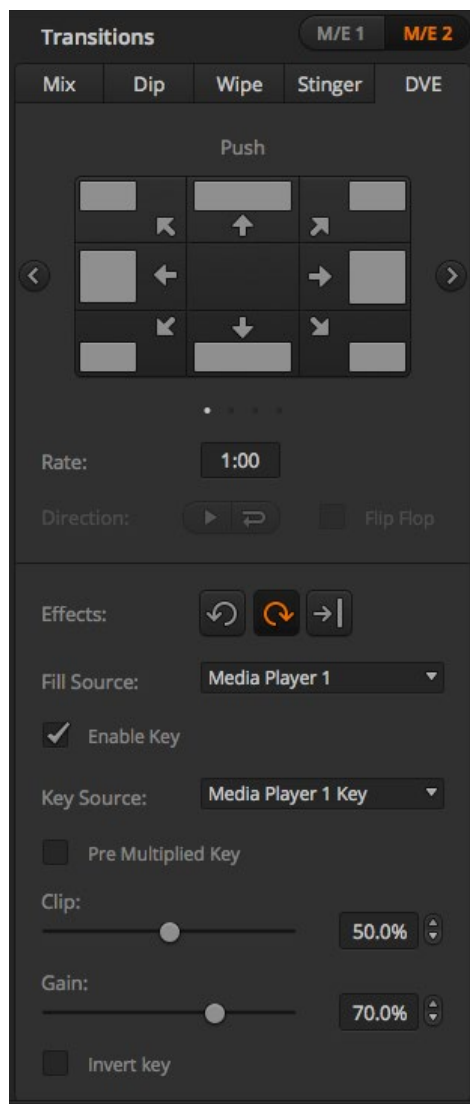 Transitions M/E 1 M/E 2
Mix Dip Wipe Stinger DVE
Push
Rate: 1:00
Direction: Flip Flop
Effects:
Fill Source: Media Player 1
Enable Key
Key Source: Media Player 1 Key
Pre Multiplied Key
Clip:
50.0%
Gain:
70.0%
Invert key